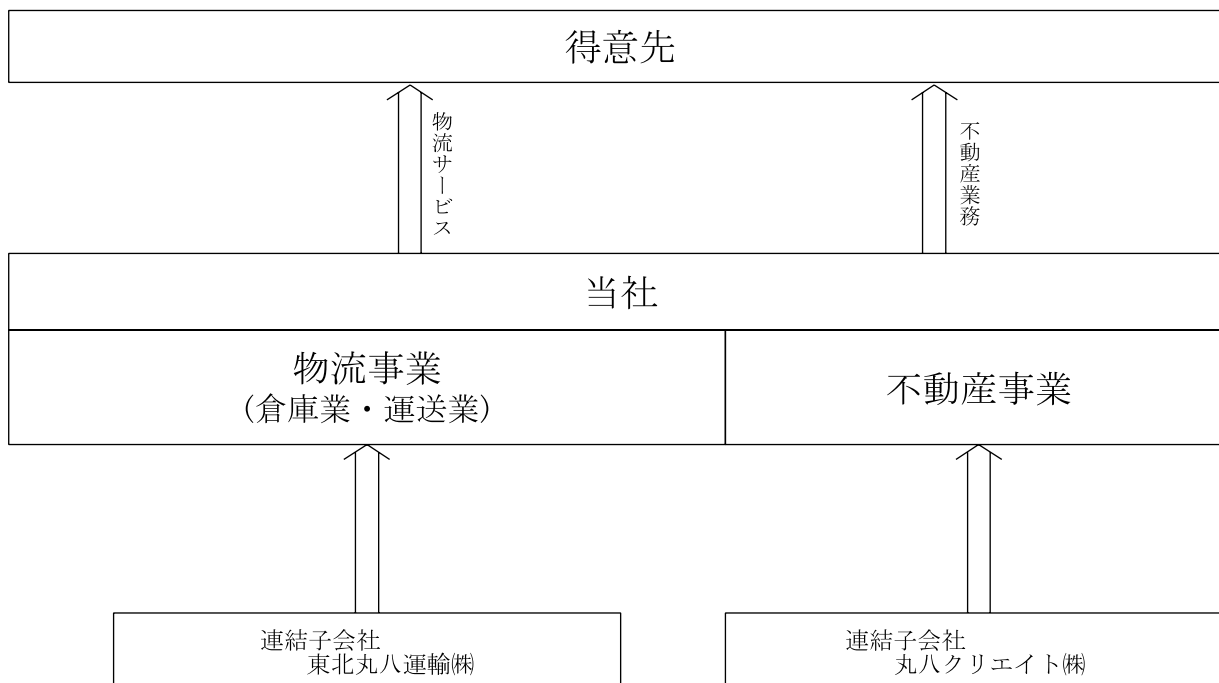 得意先
物流サービス
不動産業務
当社
物流事業
(倉庫業・運送業)
不動産事業
連結子会社
東北丸八運輸㈱
連結子会社
丸八クリエイト㈱